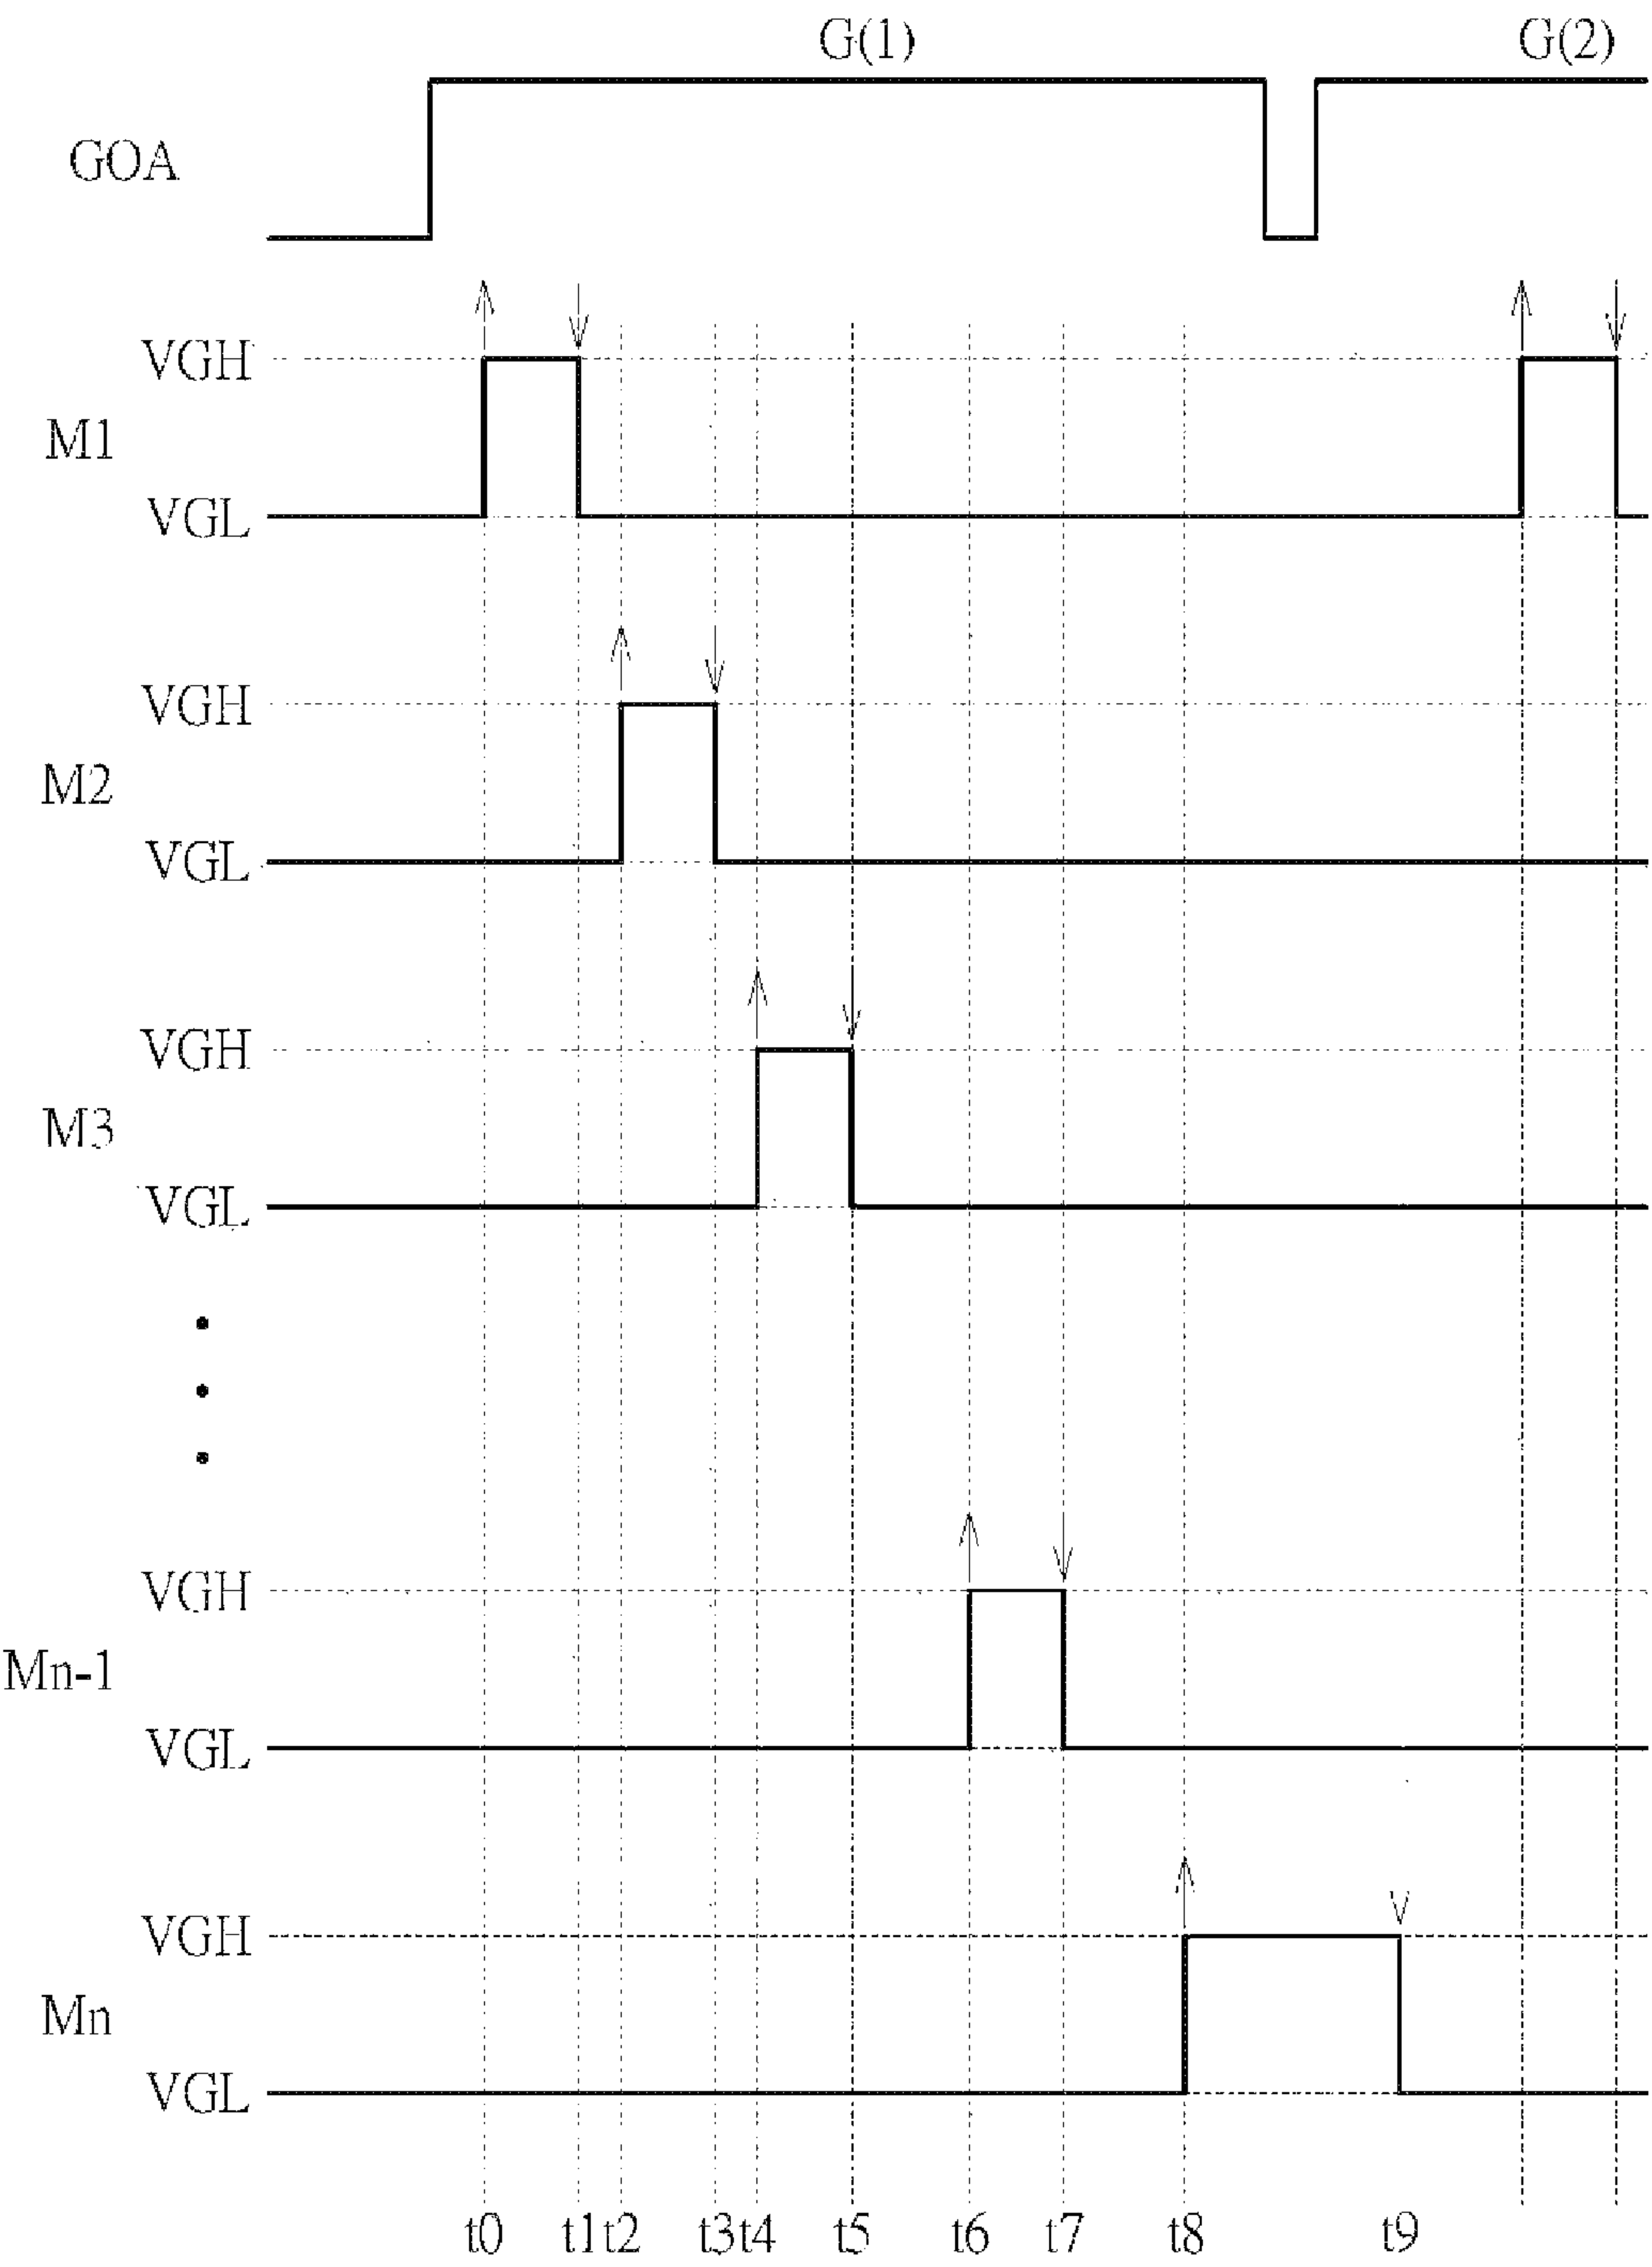 G(1) G(2)
GOA
VGH
M1
VGL
VGH
M2
VGL
VGH
M3
VGL
VGH
Mn-1
VGL
VGH
Mn
VGL
t0 t1 t2 t3 t4 t5 t6 t7 t8 t9